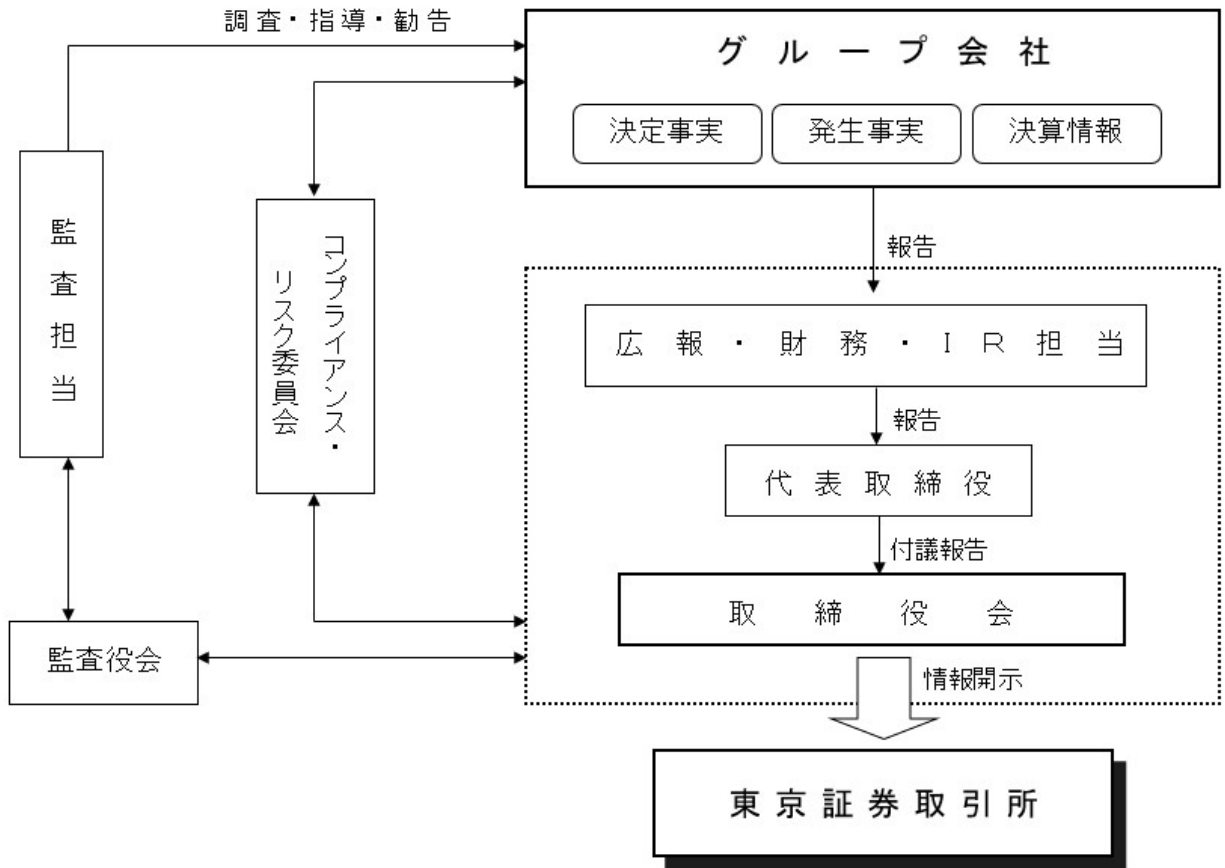 調査・指導・勧告
グループ会社
決定事実
発生事実
決算情報
報告
監査担当
コンプライアンス・
リスク委員会
広報・財務・ＩＲ担当
報告
代表取締役
付議報告
取締役会
監査役会
情報開示
東京証券取引所